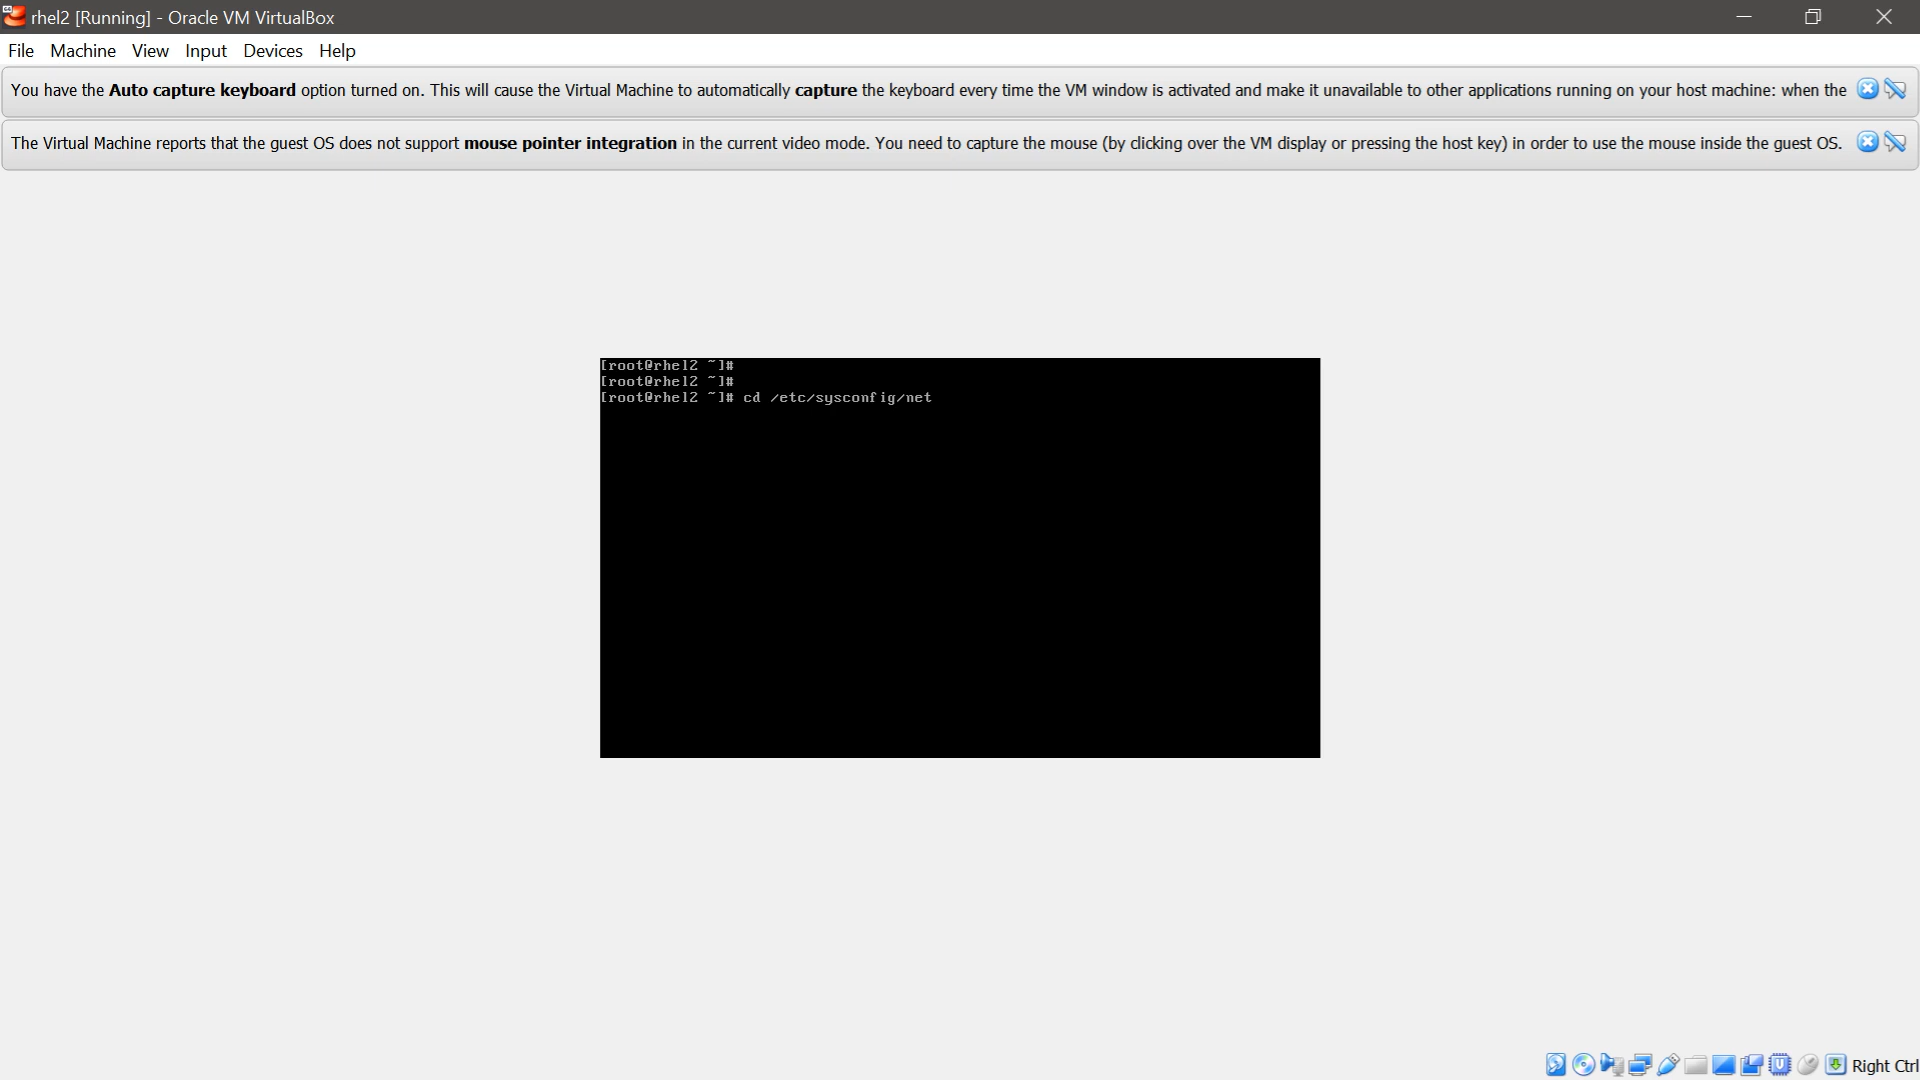 rhel2 [Running] - Oracle VM VirtualBox
File Machine View Input Devices Help
You have the Auto capture keyboard option turned on. This will cause the Virtual Machine to automatically capture the keyboard every time the VM window is activated and make it unavailable to other applications running on your host machine: when the
The Virtual Machine reports that the guest OS does not support mouse pointer integration in the current video mode. You need to capture the mouse (by clicking over the VM display or pressing the host key) in order to use the mouse inside the guest OS.
[root@rhel2 ~]#
[root@rhel2 ~]#
[root@rhel2 ~]# cd /etc/sysconfig/net
Right Ctrl